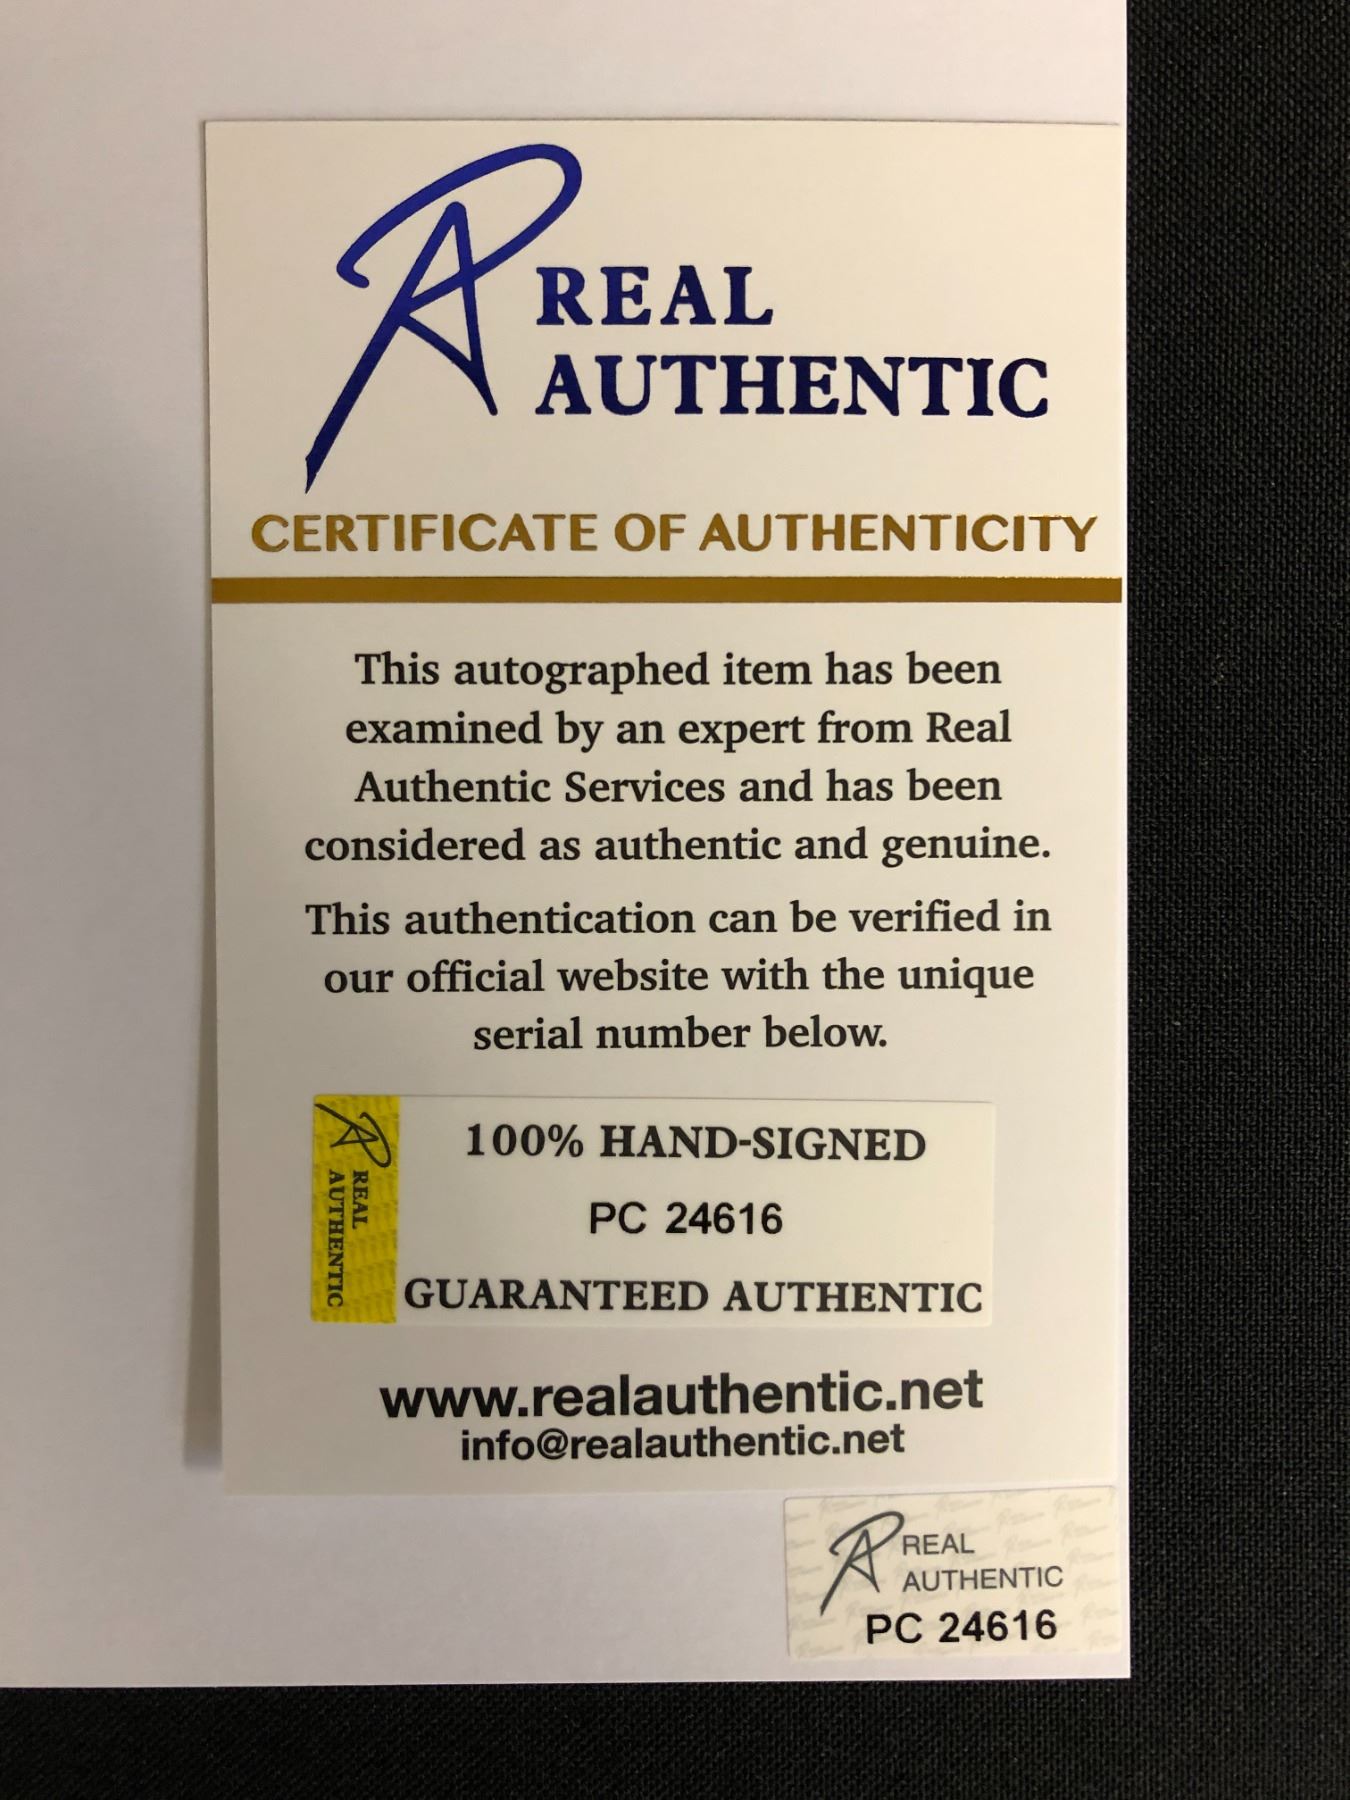 REAL
AUTHENTIC
CERTIFICATE OF AUTHENTICITY
This autographed item has been
examined by an expert from Real
Authentic Services and has been
considered as authentic and genuine.
This authentication can be verified in
our official website with the unique
serial number below.
REAL
AUTHENTIC
100% HAND-SIGNED
PC 24616
GUARANTEED AUTHENTIC
www.realauthentic.net
info@realauthentic.net
REAL
AUTHENTIC
PC 24616